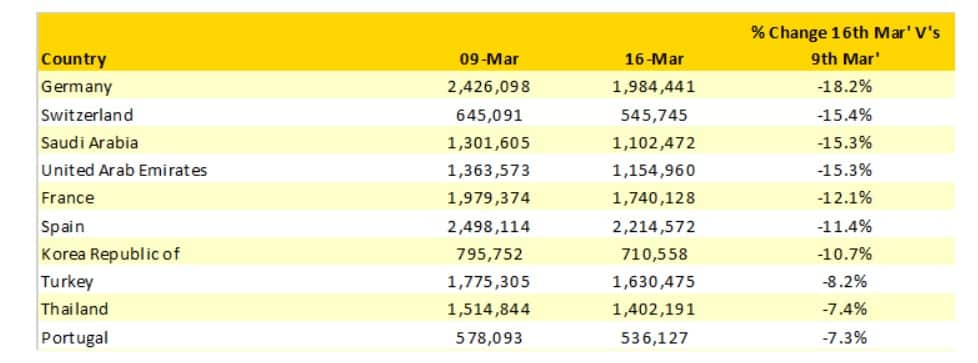 % Change 16th Mar' V's
Country 09-Mar 16-Mar 9th Mar'
Germany 2,426,098 1,984,441 -18.2%
Switzerland 645,091 545,745 -15.4%
Saudi Arabia 1,301,605 1,102,472 -15.3%
United Arab Emirates 1,363,573 1,154,960 -15.3%
France 1,979,374 1,740,128 -12.1%
Spain 2,498,114 2,214,572 -11.4%
Korea Republic of 795,752 710,558 -10.7%
Turkey 1,775,305 1,630,475 -8.2%
Thailand 1,514,844 1,402,191 -7.4%
Portugal 578,093 536,127 -7.3%